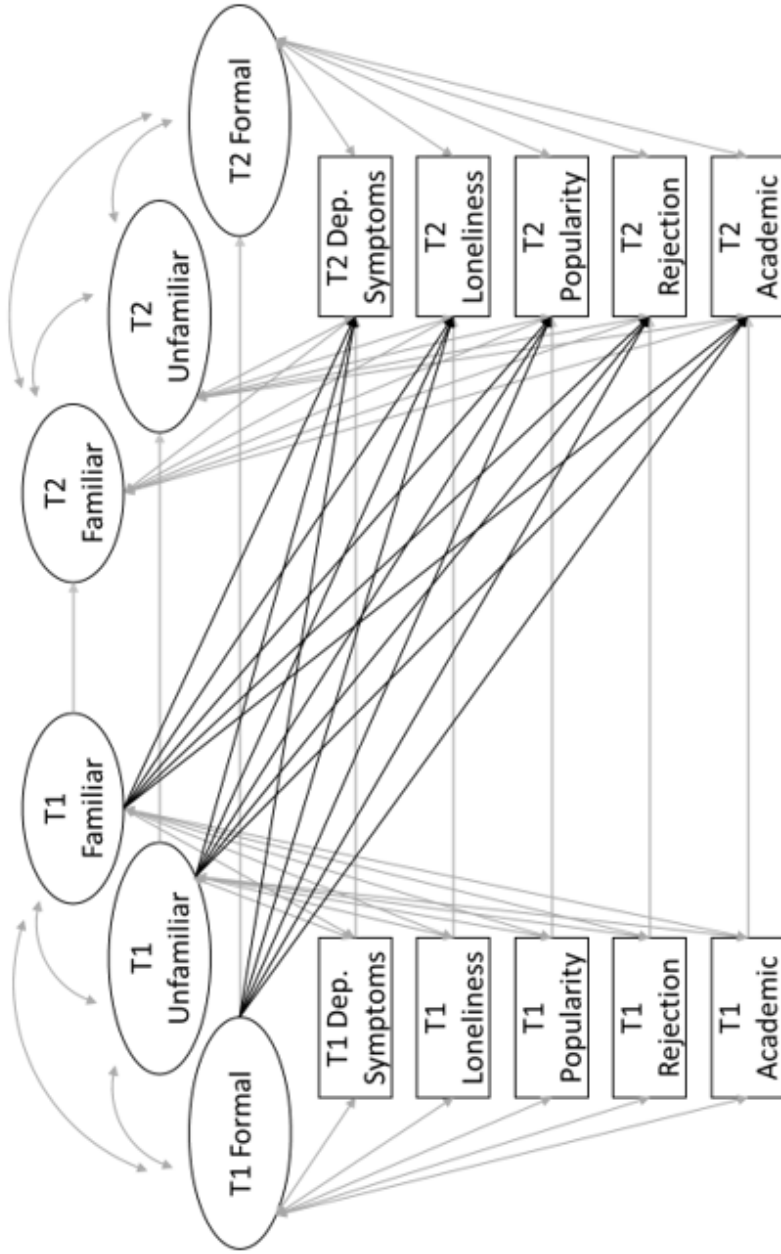 T1
Familiar
T2
Familiar
T1
Unfamiliar
T2
Unfamiliar
T1 Formal
T2 Formal
T1 Dep.
Symptoms
T2 Dep.
Symptoms
T1
Loneliness
T2
Loneliness
T1
Popularity
T2
Popularity
T1
Rejection
T2
Rejection
T1
Academic
T2
Academic